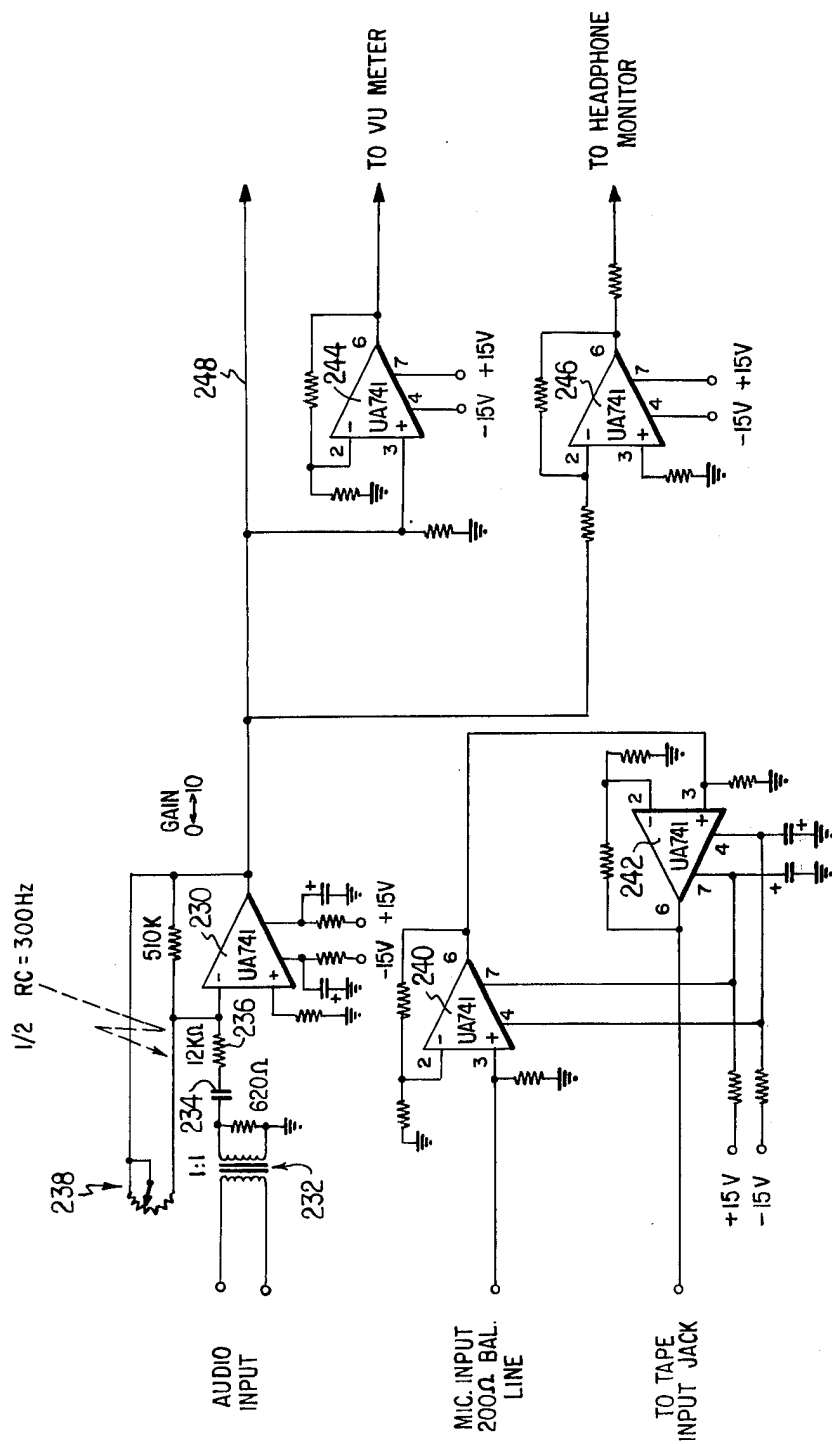 1/2 RC = 300Hz
238
510K
GAIN
0↔10
248
AUDIO
INPUT
1:1
232
234
620Ω
12KΩ
236
230
UA741
-
+
-15V
+15V
244
UA741
2
-
3
+
6
4
7
-15V
+15V
TO VU METER
246
UA741
2
-
3
+
6
4
7
-15V
+15V
TO HEADPHONE
MONITOR
MIC. INPUT
200Ω BAL.
LINE
240
UA741
2
-
3
+
6
4
7
242
UA741
2
-
3
+
6
7
4
+
+
TO TAPE
INPUT JACK
+15V
-15V
+
+